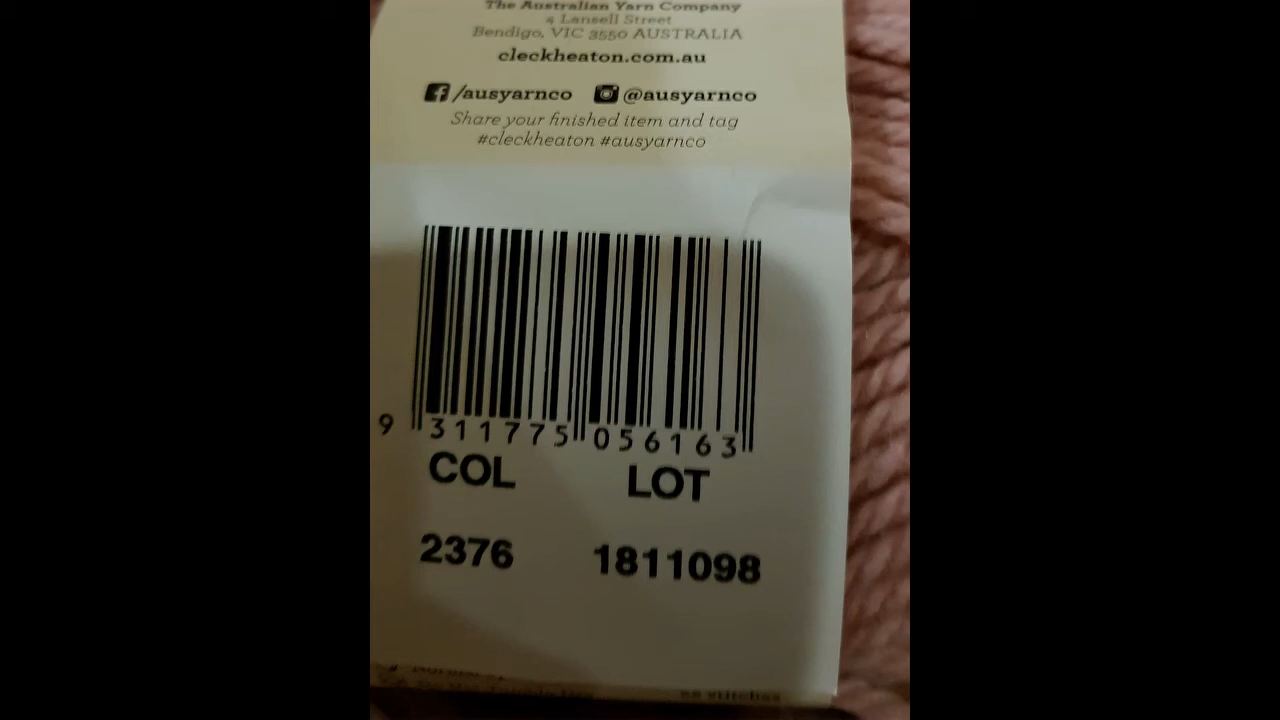 The Australian Yarn Company
4 Lansell Street
Bendigo, VIC 3550 AUSTRALIA
cleckheaton.com.au
/ausyarnco @ausyarnco
Share your finished item and tag
#cleckheaton #ausyarnco
9 311775 056163
COL LOT
2376 1811098
stitches